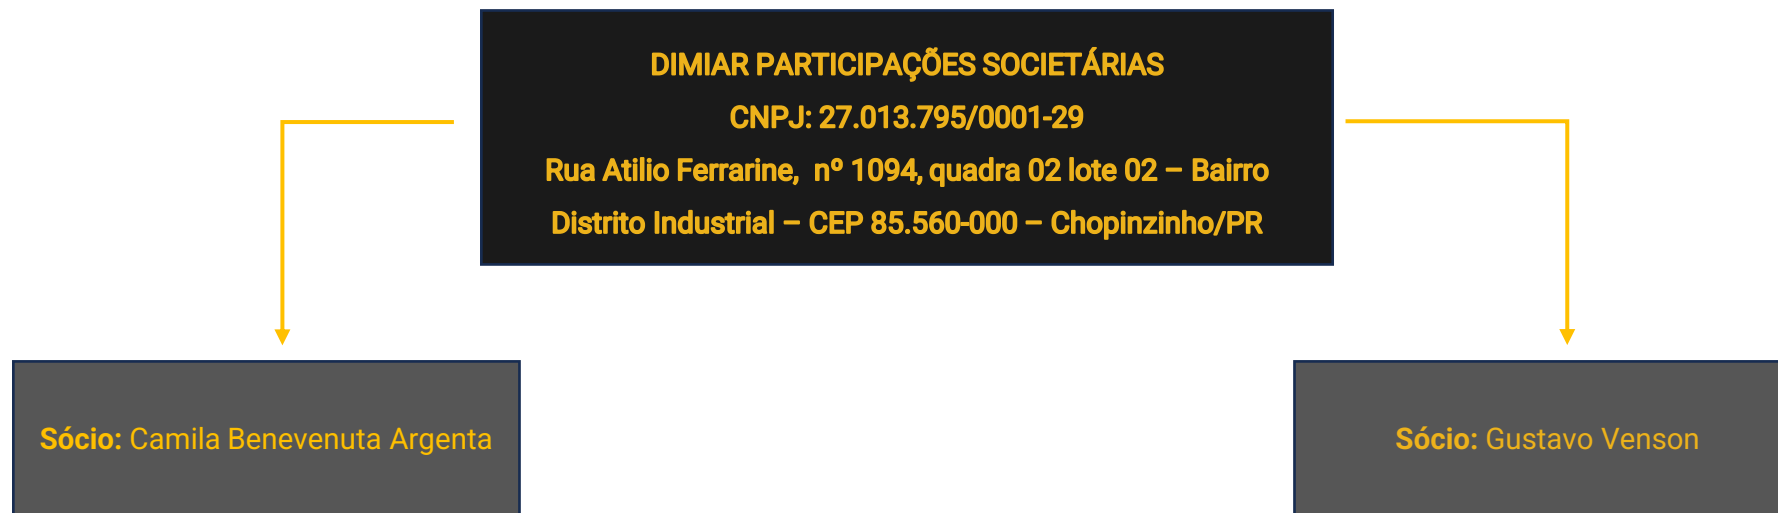 DIMIAR PARTICIPAÇÕES SOCIETÁRIAS
CNPJ: 27.013.795/0001-29
Rua Atilio Ferrarine,  nº 1094, quadra 02 lote 02 – Bairro
Distrito Industrial – CEP 85.560-000 – Chopinzinho/PR
Sócio: Camila Benevenuta Argenta
Sócio: Gustavo Venson